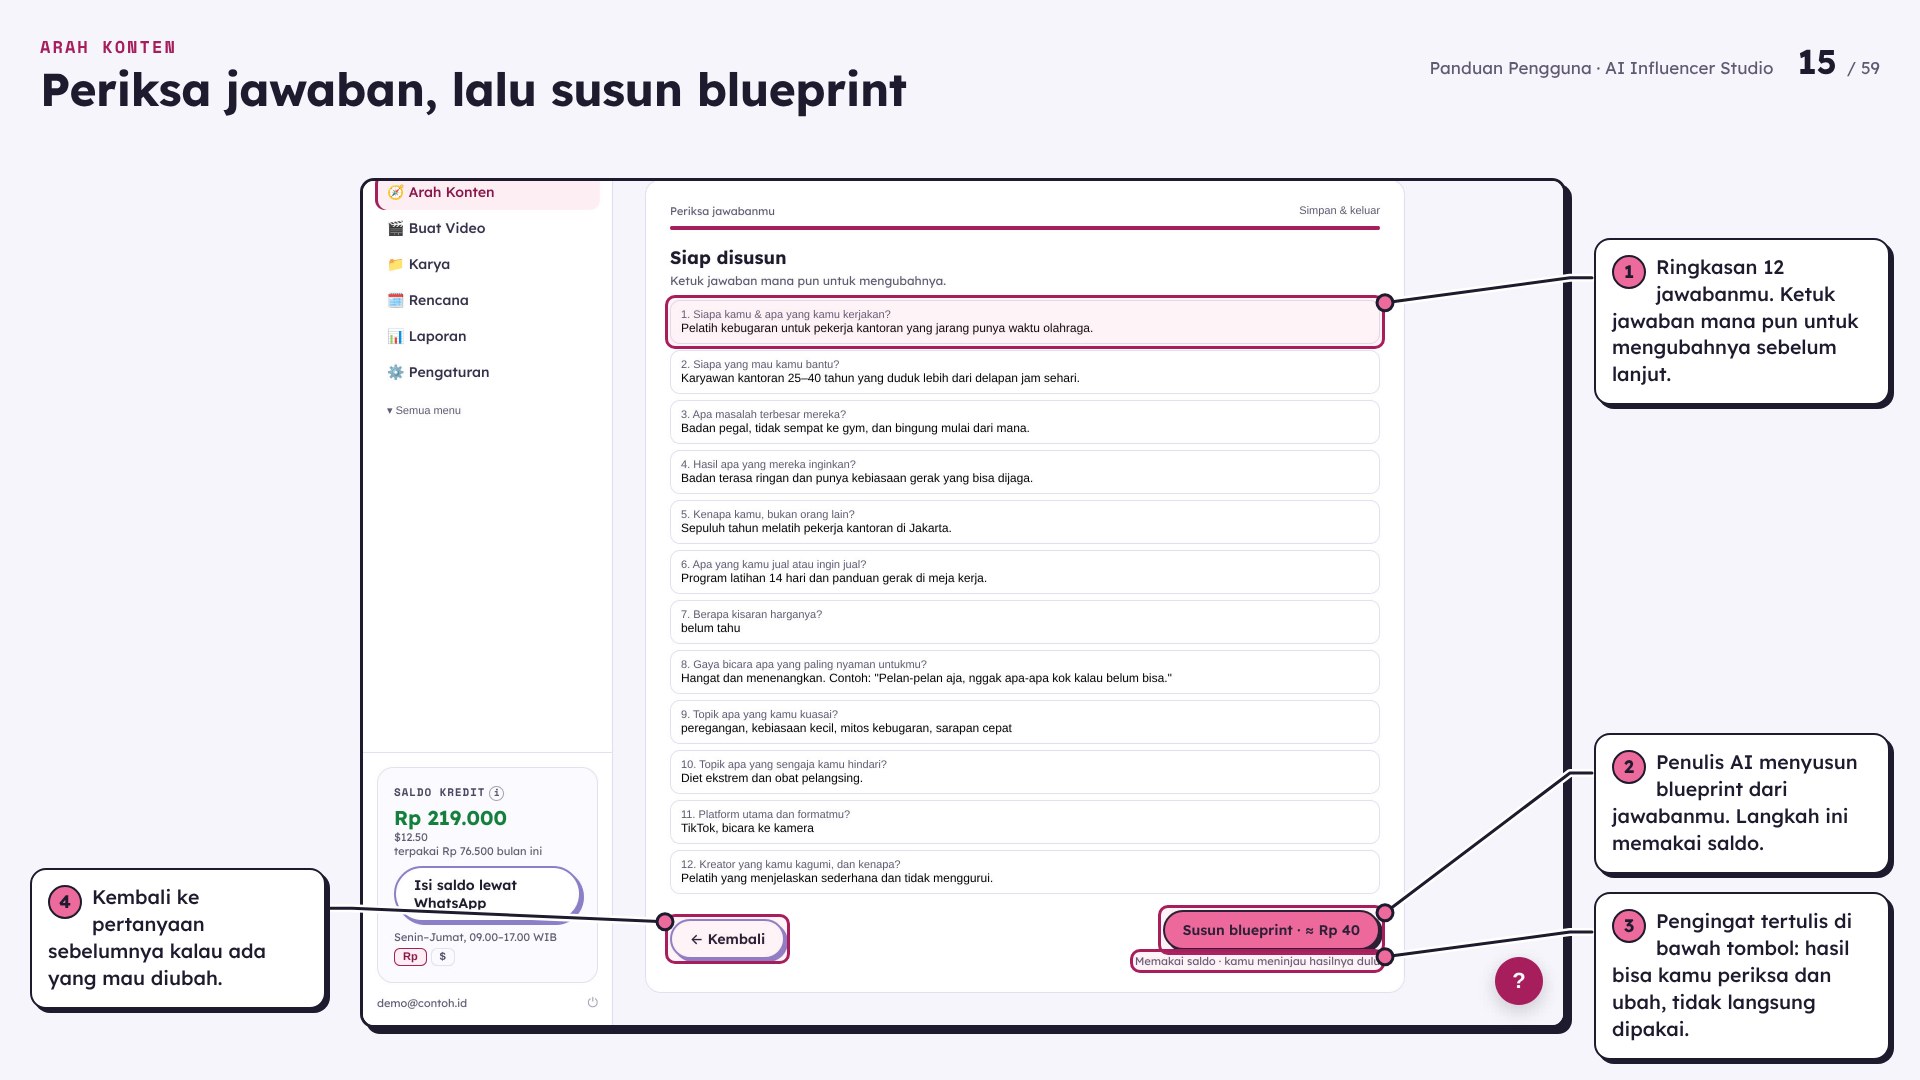 ARAH KONTEN
Periksa jawaban, lalu susun blueprint
Panduan Pengguna · AI Influencer Studio 15 / 59
🧭 Arah Konten
🎬 Buat Video
📁 Karya
🗓️ Rencana
📊 Laporan
⚙️ Pengaturan
▾ Semua menu
SALDO KREDIT i
Rp 219.000
$12.50
terpakai Rp 76.500 bulan ini
Isi saldo lewat
WhatsApp
Senin–Jumat, 09.00–17.00 WIB
Rp $
demo@contoh.id
Periksa jawabanmu Simpan & keluar
Siap disusun
Ketuk jawaban mana pun untuk mengubahnya.
1. Siapa kamu & apa yang kamu kerjakan?
Pelatih kebugaran untuk pekerja kantoran yang jarang punya waktu olahraga.
2. Siapa yang mau kamu bantu?
Karyawan kantoran 25–40 tahun yang duduk lebih dari delapan jam sehari.
3. Apa masalah terbesar mereka?
Badan pegal, tidak sempat ke gym, dan bingung mulai dari mana.
4. Hasil apa yang mereka inginkan?
Badan terasa ringan dan punya kebiasaan gerak yang bisa dijaga.
5. Kenapa kamu, bukan orang lain?
Sepuluh tahun melatih pekerja kantoran di Jakarta.
6. Apa yang kamu jual atau ingin jual?
Program latihan 14 hari dan panduan gerak di meja kerja.
7. Berapa kisaran harganya?
belum tahu
8. Gaya bicara apa yang paling nyaman untukmu?
Hangat dan menenangkan. Contoh: "Pelan-pelan aja, nggak apa-apa kok kalau belum bisa."
9. Topik apa yang kamu kuasai?
peregangan, kebiasaan kecil, mitos kebugaran, sarapan cepat
10. Topik apa yang sengaja kamu hindari?
Diet ekstrem dan obat pelangsing.
11. Platform utama dan formatmu?
TikTok, bicara ke kamera
12. Kreator yang kamu kagumi, dan kenapa?
Pelatih yang menjelaskan sederhana dan tidak menggurui.
← Kembali
Susun blueprint · ≈ Rp 40
Memakai saldo · kamu meninjau hasilnya dulu
?
1 Ringkasan 12
jawabanmu. Ketuk
jawaban mana pun untuk
mengubahnya sebelum
lanjut.
2 Penulis AI menyusun
blueprint dari
jawabanmu. Langkah ini
memakai saldo.
3 Pengingat tertulis di
bawah tombol: hasil
bisa kamu periksa dan
ubah, tidak langsung
dipakai.
4 Kembali ke
pertanyaan
sebelumnya kalau ada
yang mau diubah.